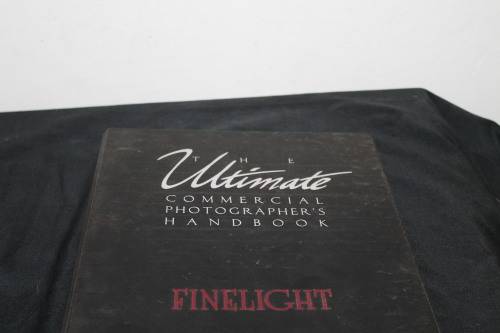 THE
Ultimate
COMMERCIAL
PHOTOGRAPHER'S
HANDBOOK
FINELIGHT